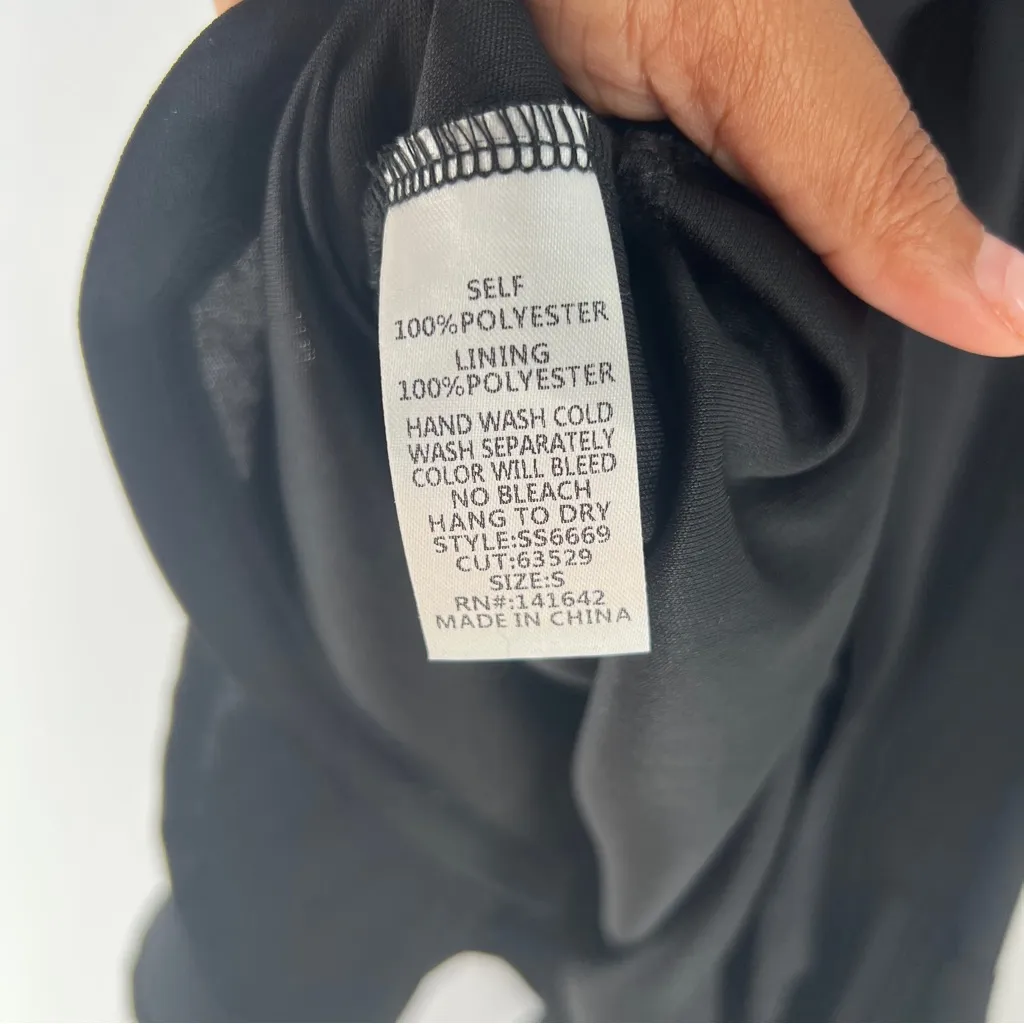 SELF
100%POLYESTER
LINING
100%POLYESTER
HAND WASH COLD
WASH SEPARATELY
COLOR WILL BLEED
NO BLEACH
HANG TO DRY
STYLE:SS6669
CUT:63529
SIZE:S
RN#:141642
MADE IN CHINA